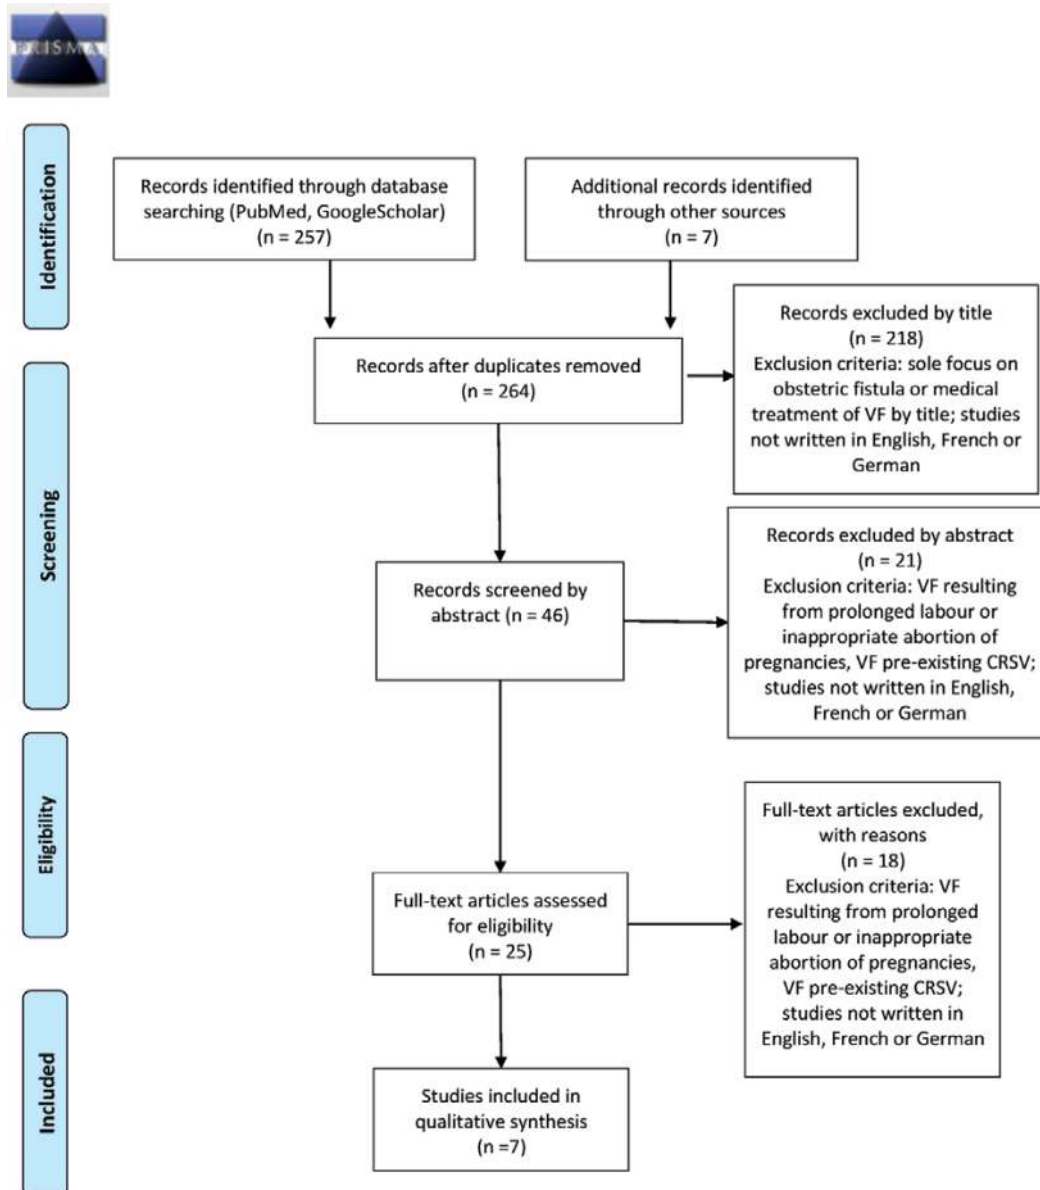 PRISMA
Identification
Records identified through database
searching (PubMed, GoogleScholar)
(n = 257)
Additional records identified
through other sources
(n = 7)
Records after duplicates removed
(n = 264)
Records excluded by title
(n = 218)
Exclusion criteria: sole focus on
obstetric fistula or medical
treatment of VF by title; studies
not written in English, French or
German
Screening
Records screened by
abstract (n = 46)
Records excluded by abstract
(n = 21)
Exclusion criteria: VF resulting
from prolonged labour or
inappropriate abortion of
pregnancies, VF pre-existing CRSV;
studies not written in English,
French or German
Eligibility
Full-text articles assessed
for eligibility
(n = 25)
Full-text articles excluded,
with reasons
(n = 18)
Exclusion criteria: VF
resulting from prolonged
labour or inappropriate
abortion of pregnancies,
VF pre-existing CRSV;
studies not written in
English, French or German
Included
Studies included in
qualitative synthesis
(n =7)